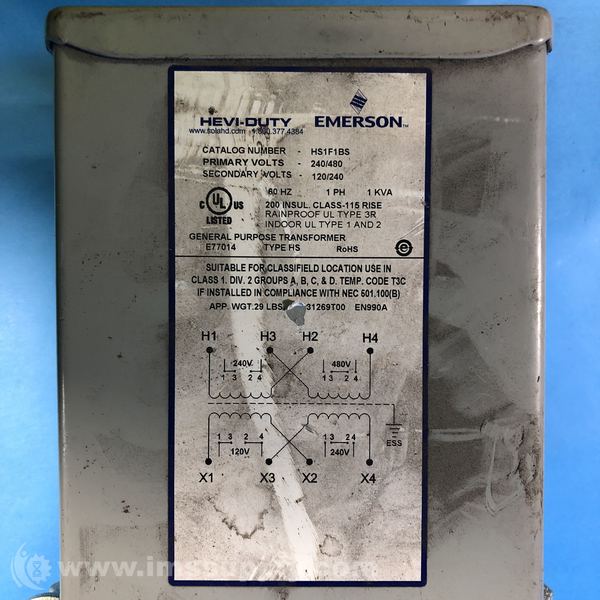 HEVI-DUTY EMERSON™
www.solahd.com 1.800.377.4384
CATALOG NUMBER - HS1F1BS
PRIMARY VOLTS - 240/480
SECONDARY VOLTS - 120/240
60 HZ 1 PH 1 KVA
C UL US LISTED
200 INSUL. CLASS-115 RISE
RAINPROOF UL TYPE 3R
INDOOR UL TYPE 1 AND 2
GENERAL PURPOSE TRANSFORMER
E77014 TYPE HS RoHS
SUITABLE FOR CLASSIFIELD LOCATION USE IN
CLASS 1. DIV. 2 GROUPS A, B, C, & D. TEMP. CODE T3C
IF INSTALLED IN COMPLIANCE WITH NEC 501.100(B)
APP. WGT.29 LBS. 31269T00 EN990A
H1 H3 H2 H4
240V 480V
1 3 2 4 1 3 2 4
ESS
1 3 2 4 1 3 2 4
120V 240V
X1 X3 X2 X4
www.imssupply.com